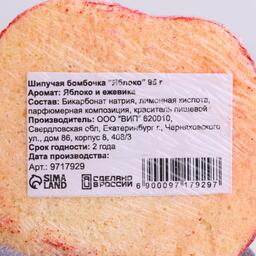 Шипучая бомбочка "Яблоко" 95 г
Аромат: Яблоко и ежевика
Состав: Бикарбонат натрия, лимонная кислота,
парфюмерная композиция, краситель пищевой
Производитель: ООО "ВИП" 620010,
Свердловская обл, Екатеринбург г., Черняховского
ул, дом 86, корпус 8, 408/3
Срок годности: 2 года
Дата производства:
Арт.: 9717929
SIMA LAND
СДЕЛАНО В РОССИИ
6 900097 179297